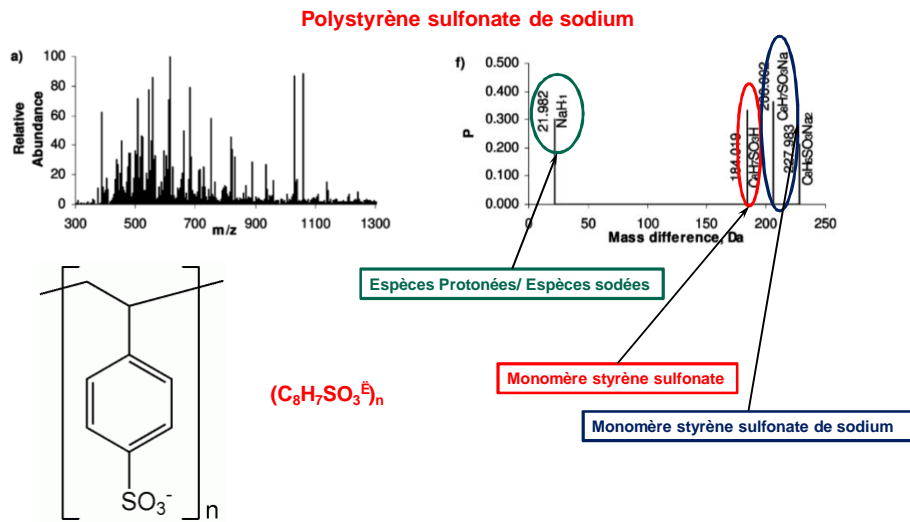 Polystyrène sulfonate de sodium
a)
Relative
Abundance
100
80
60
40
20
0
300
500
700
900
1100
1300
m/z
f)
P
0.500
0.400
0.300
0.200
0.100
0.000
0
50
100
150
200
250
Mass difference, Da
21.982
NaH-1
184.019
C8H7SO3H
C8H7SO3Na
227.983
C8H6SO3Na2
Espèces Protonées/ Espèces sodées
Monomère styrène sulfonate
Monomère styrène sulfonate de sodium
(C8H7SO3Ë)n
SO3-
n